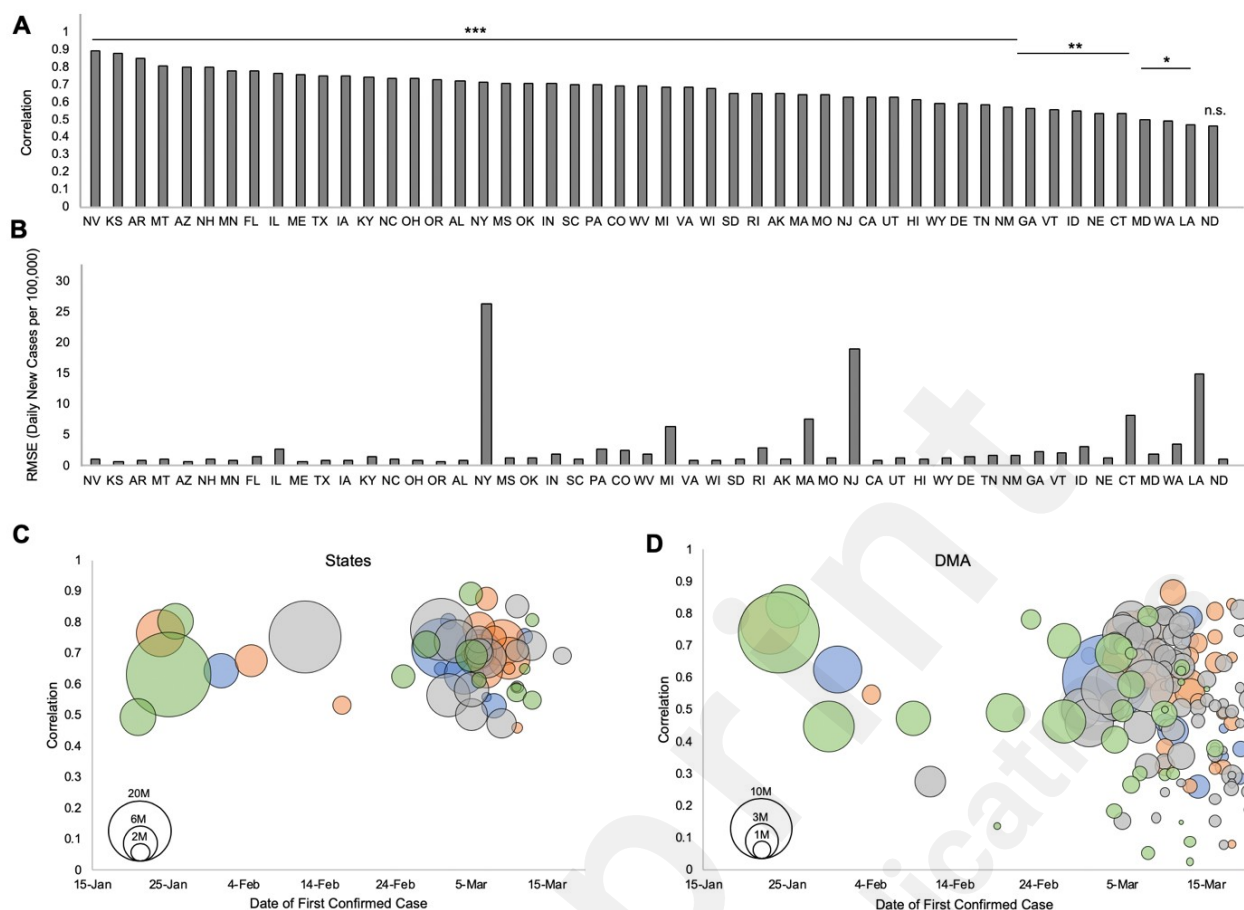 A
***
**
*
n.s.
Correlation
1
0.9
0.8
0.7
0.6
0.5
0.4
0.3
0.2
0.1
0
NV KS AR MT AZ NH MN FL IL ME TX IA KY NC OH OR AL NY MS OK IN SC PA CO WV MI VA WI SD RI AK MA MO NJ CA UT HI WY DE TN NM GA VT ID NE CT MD WA LA ND
B
RMSE (Daily New Cases per 100,000)
30
25
20
15
10
5
0
NV KS AR MT AZ NH MN FL IL ME TX IA KY NC OH OR AL NY MS OK IN SC PA CO WV MI VA WI SD RI AK MA MO NJ CA UT HI WY DE TN NM GA VT ID NE CT MD WA LA ND
C
States
Correlation
1
0.9
0.8
0.7
0.6
0.5
0.4
0.3
0.2
0.1
0
20M
6M
2M
15-Jan 25-Jan 4-Feb 14-Feb 24-Feb 5-Mar 15-Mar
Date of First Confirmed Case
D
DMA
Correlation
1
0.9
0.8
0.7
0.6
0.5
0.4
0.3
0.2
0.1
0
10M
3M
1M
15-Jan 25-Jan 4-Feb 14-Feb 24-Feb 5-Mar 15-Mar
Date of First Confirmed Case